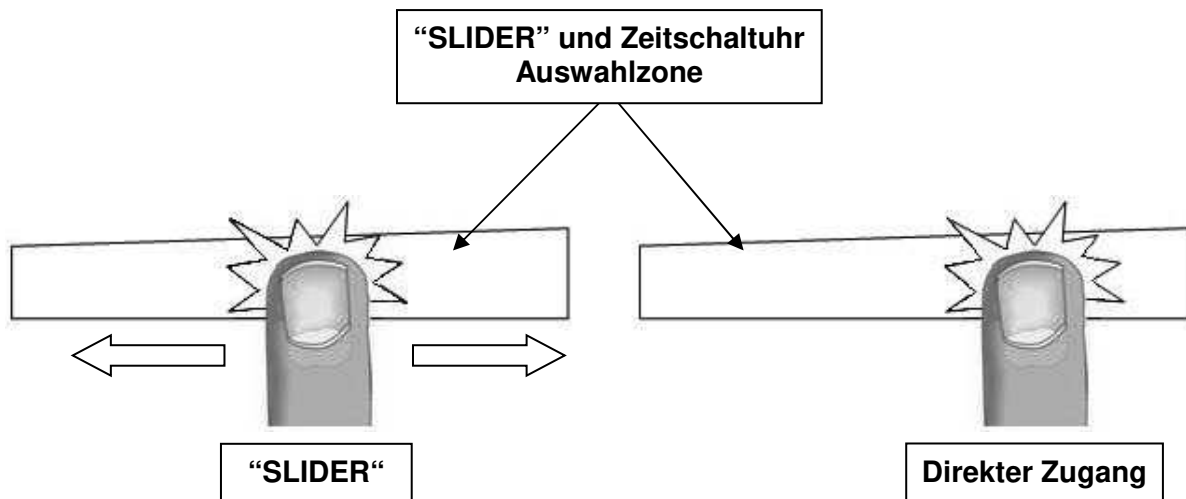 “SLIDER” und Zeitschaltuhr
Auswahlzone
“SLIDER“
Direkter Zugang